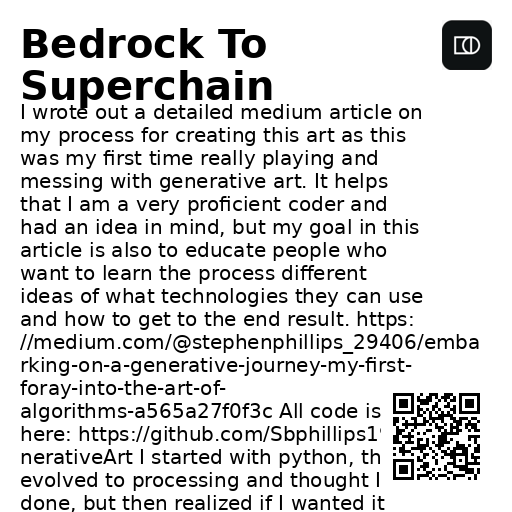 Bedrock To
Superchain
I wrote out a detailed medium article on
my process for creating this art as this
was my first time really playing and
messing with generative art. It helps
that I am a very proficient coder and
had an idea in mind, but my goal in this
article is also to educate people who
want to learn the process different
ideas of what technologies they can use
and how to get to the end result. https:
//medium.com/@stephenphillips_29406/emba
rking-on-a-generative-journey-my-first-
foray-into-the-art-of-
algorithms-a565a27f0f3c All code is
here: https://github.com/Sbphillips1
nerativeArt I started with python, th
evolved to processing and thought I
done, but then realized if I wanted it